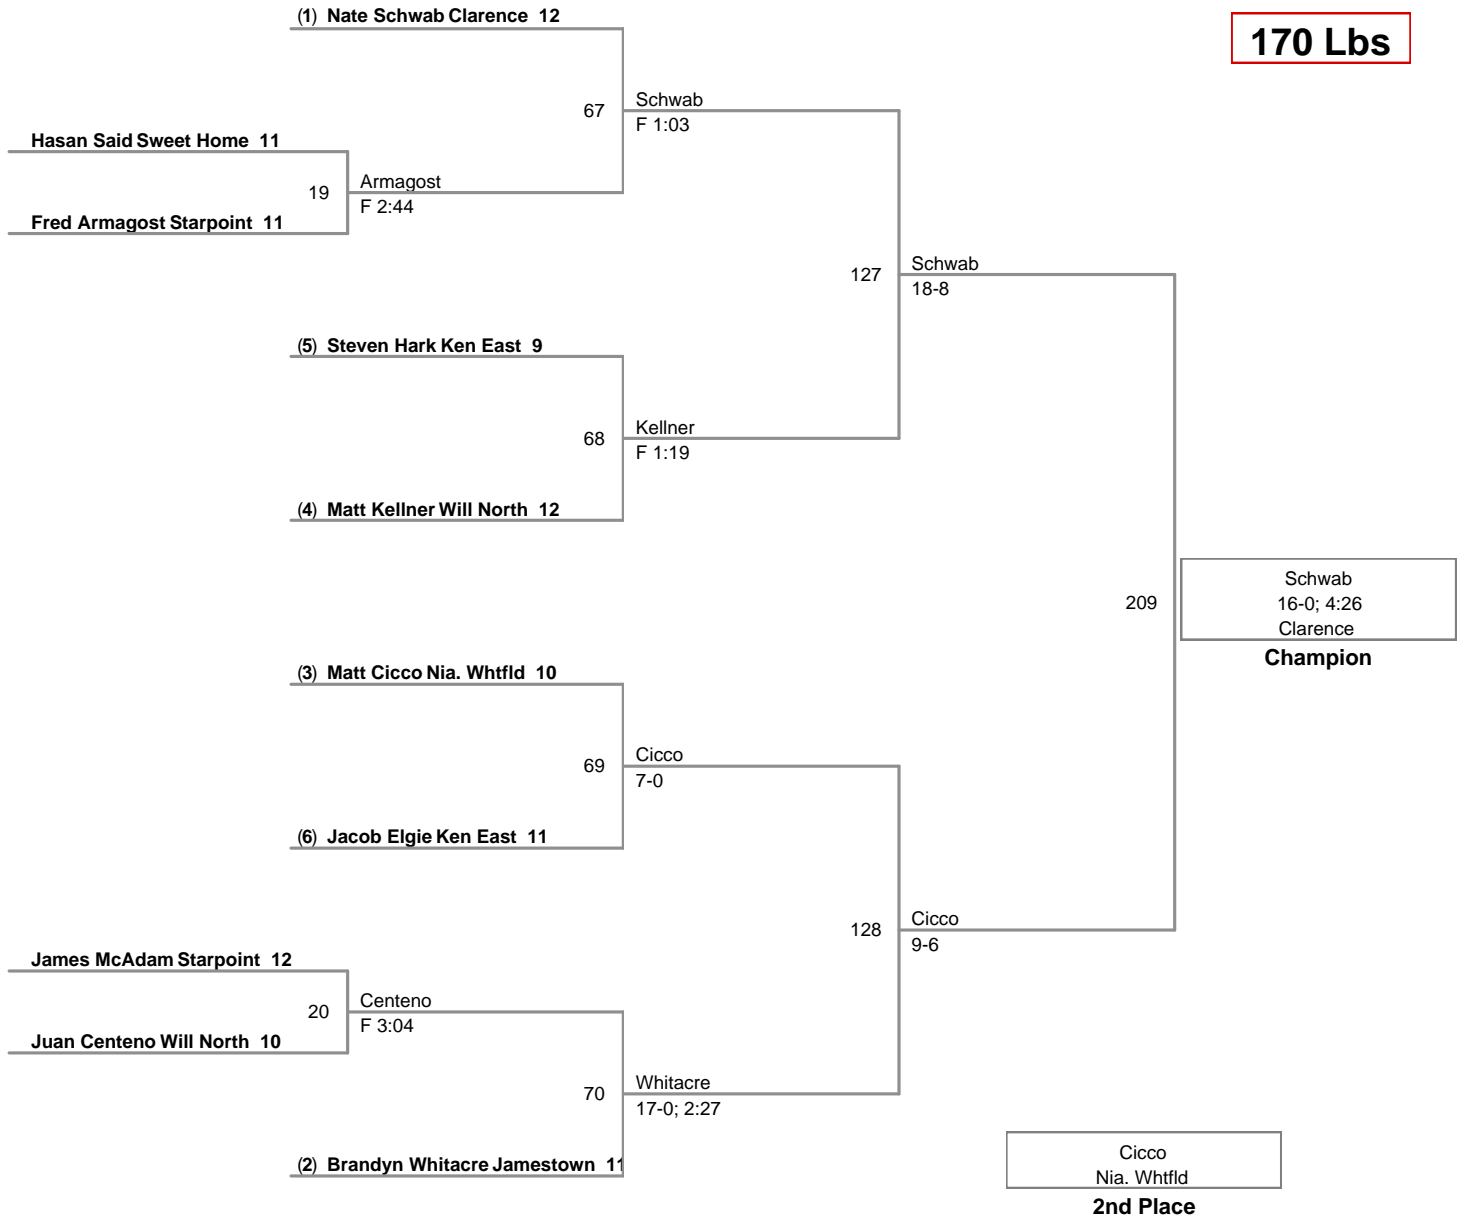 (1) Nate Schwab Clarence 12
170 Lbs
67
Schwab
F 1:03
Hasan Said Sweet Home 11
19
Armagost
F 2:44
Fred Armagost Starpoint 11
127
Schwab
18-8
(5) Steven Hark Ken East 9
68
Kellner
F 1:19
(4) Matt Kellner Will North 12
209
Schwab
16-0; 4:26
Clarence
Champion
(3) Matt Cicco Nia. Whtfld 10
69
Cicco
7-0
(6) Jacob Elgie Ken East 11
128
Cicco
9-6
James McAdam Starpoint 12
20
Centeno
F 3:04
Juan Centeno Will North 10
70
Whitacre
17-0; 2:27
(2) Brandyn Whitacre Jamestown 11
Cicco
Nia. Whtfld
2nd Place